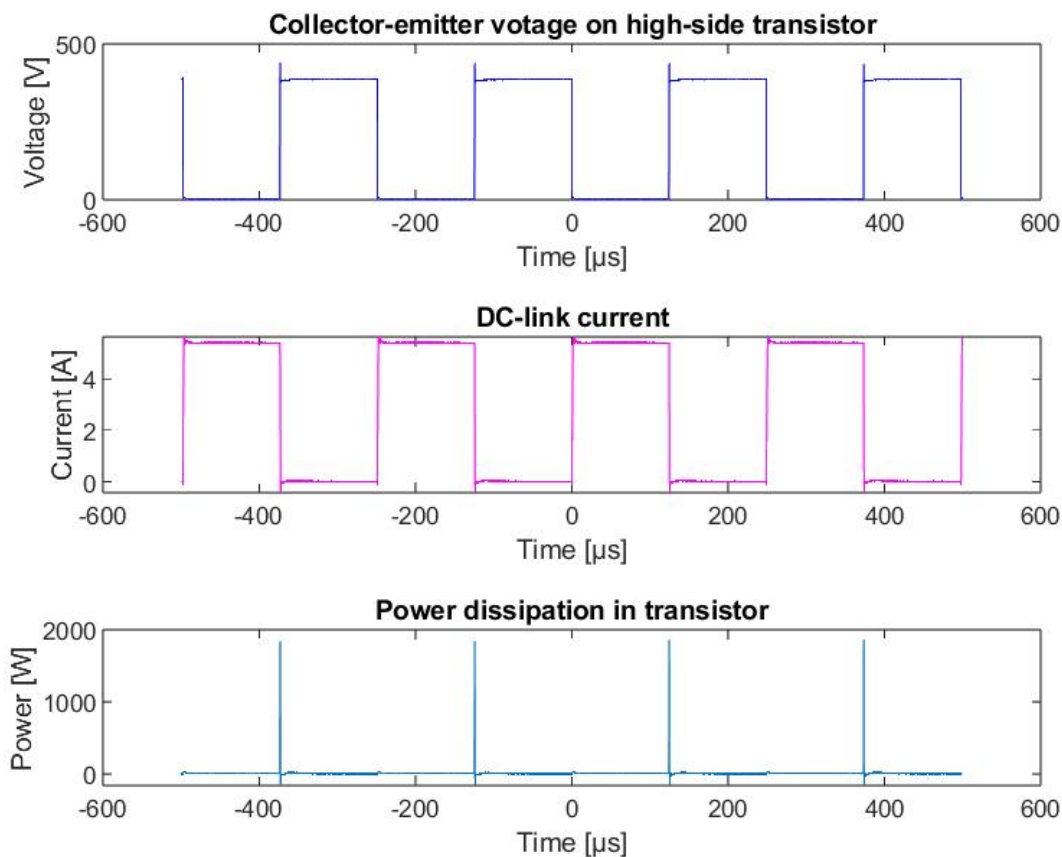 Collector-emitter votage on high-side transistor
Voltage [V]
500
0
-600 -400 -200 0 200 400 600
Time [µs]
DC-link current
Current [A]
4
2
0
-600 -400 -200 0 200 400 600
Time [µs]
Power dissipation in transistor
Power [W]
2000
1000
0
-600 -400 -200 0 200 400 600
Time [µs]